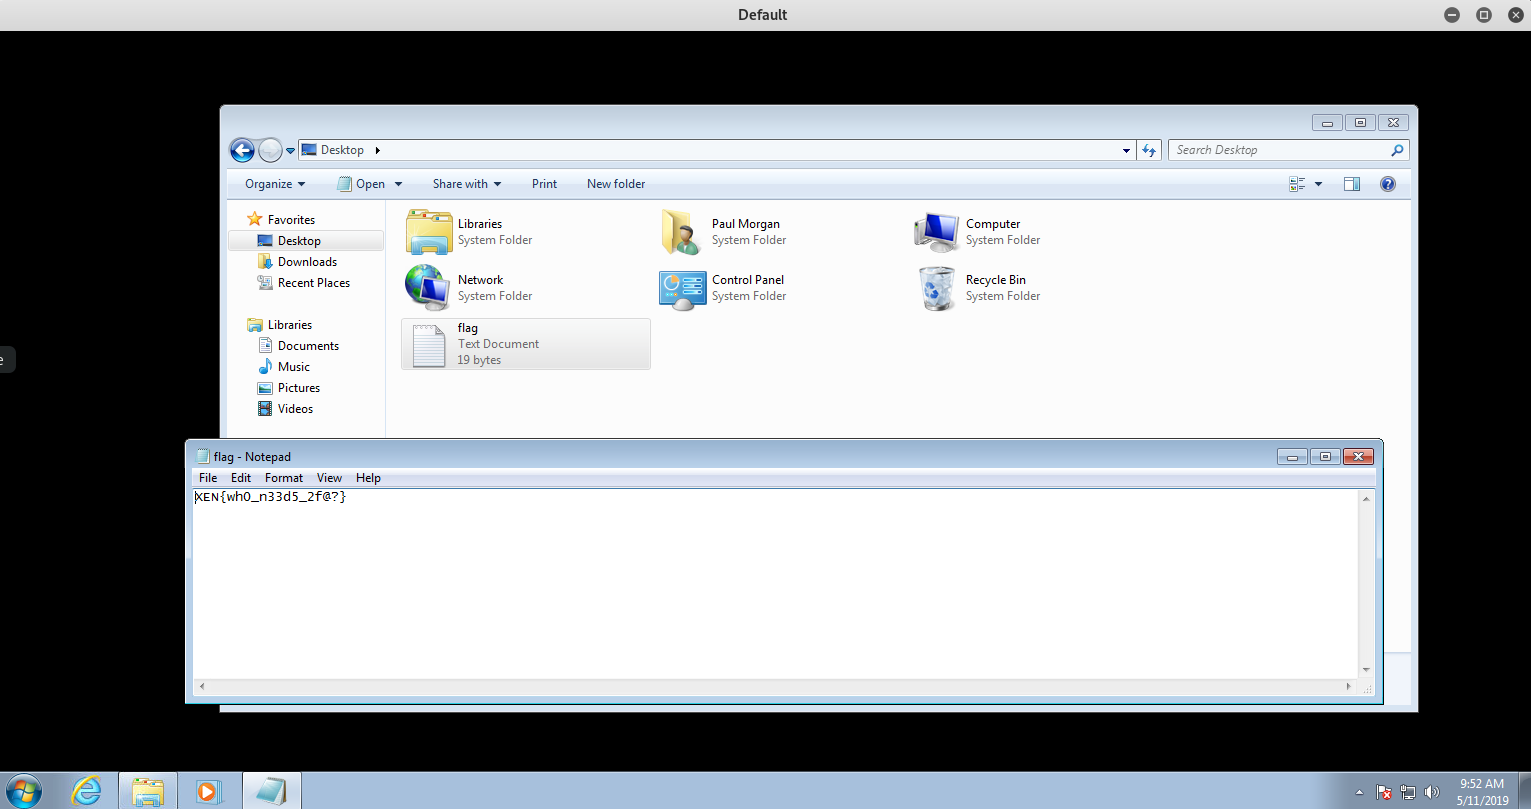 Default
Desktop
Search Desktop
Organize
Open
Share with
Print
New folder
Favorites
Desktop
Downloads
Recent Places
Libraries
Documents
Music
Pictures
Videos
Libraries
System Folder
Paul Morgan
System Folder
Computer
System Folder
Network
System Folder
Control Panel
System Folder
Recycle Bin
System Folder
flag
Text Document
19 bytes
e
flag - Notepad
File Edit Format View Help
XEN{wh0_n33d5_2f@?}
9:52 AM
5/11/2019